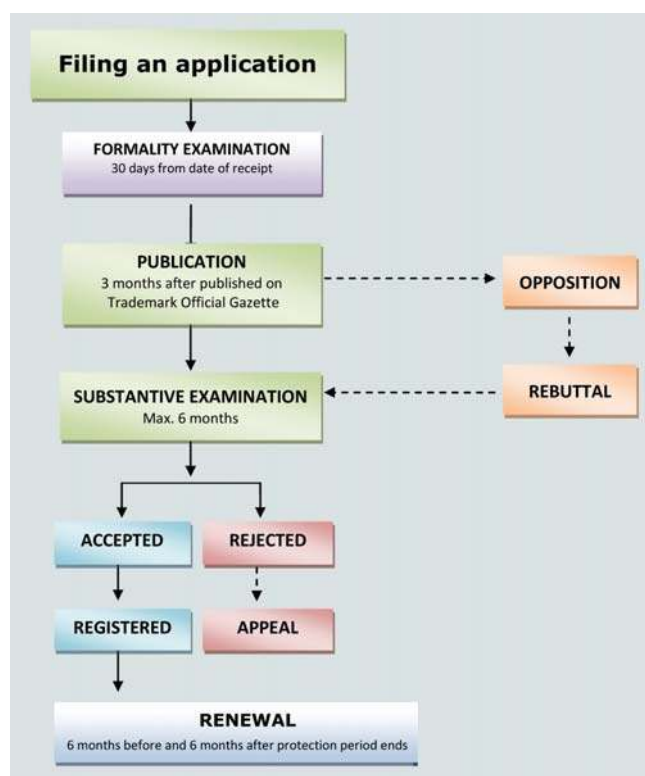 Filing an application
FORMALITY EXAMINATION
30 days from date of receipt
PUBLICATION
3 months after published on
Trademark Official Gazette
OPPOSITION
REBUTTAL
SUBSTANTIVE EXAMINATION
Max. 6 months
ACCEPTED
REJECTED
REGISTERED
APPEAL
RENEWAL
6 months before and 6 months after protection period ends